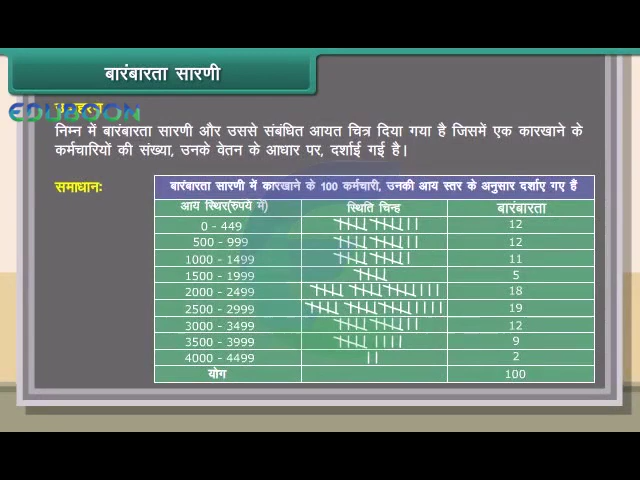 बारंबारता सारणी
EDUBOON
निम्न में बारंबारता सारणी और उससे संबंधित आयत चित्र दिया गया है जिसमें एक कारखाने के
कर्मचारियों की संख्या, उनके वेतन के आधार पर, दर्शाई गई है।
समाधानः
बारंबारता सारणी में कारखाने के 100 कर्मचारी, उनकी आय स्तर के अनुसार दर्शाए गए हैं
आय स्थिर(रुपये में) स्थिति चिन्ह बारंबारता
0 - 449 12
500 - 999 12
1000 - 1499 11
1500 - 1999 5
2000 - 2499 18
2500 - 2999 19
3000 - 3499 12
3500 - 3999 9
4000 - 4499 2
योग 100